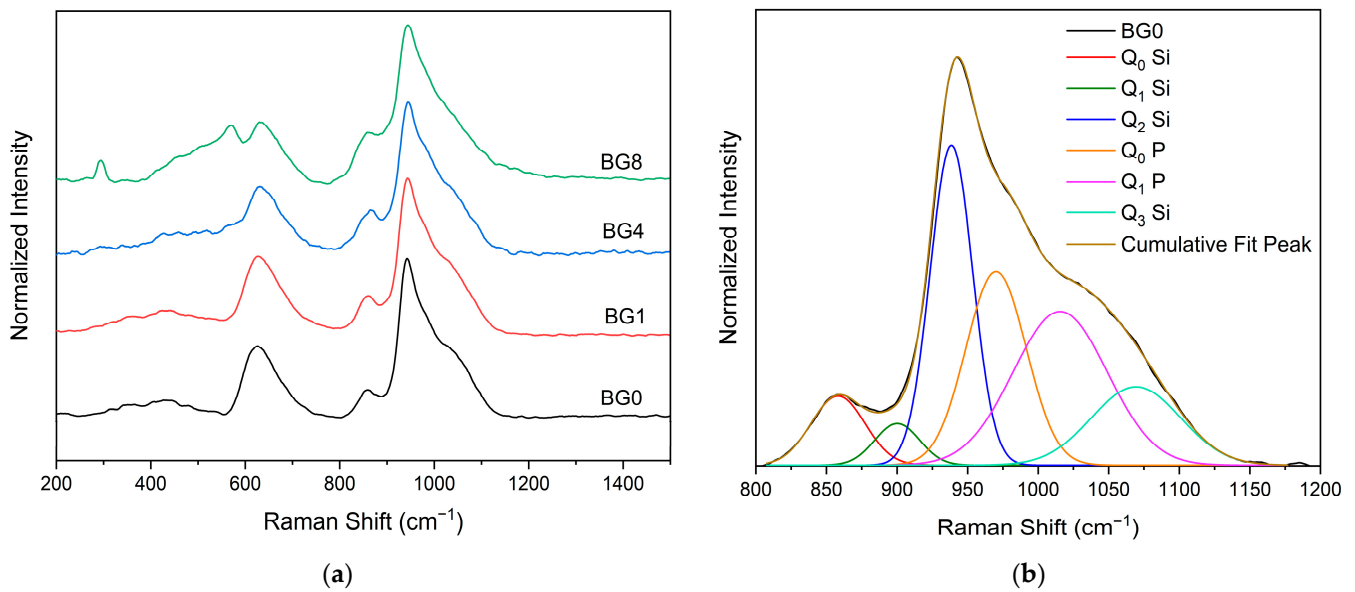 BG8
BG4
BG1
BG0
Normalized Intensity
200 400 600 800 1000 1200 1400
Raman Shift (cm⁻¹)
(a)
BG0
Q₀ Si
Q₁ Si
Q₂ Si
Q₀ P
Q₁ P
Q₃ Si
Cumulative Fit Peak
Normalized Intensity
800 850 900 950 1000 1050 1100 1150 1200
Raman Shift (cm⁻¹)
(b)